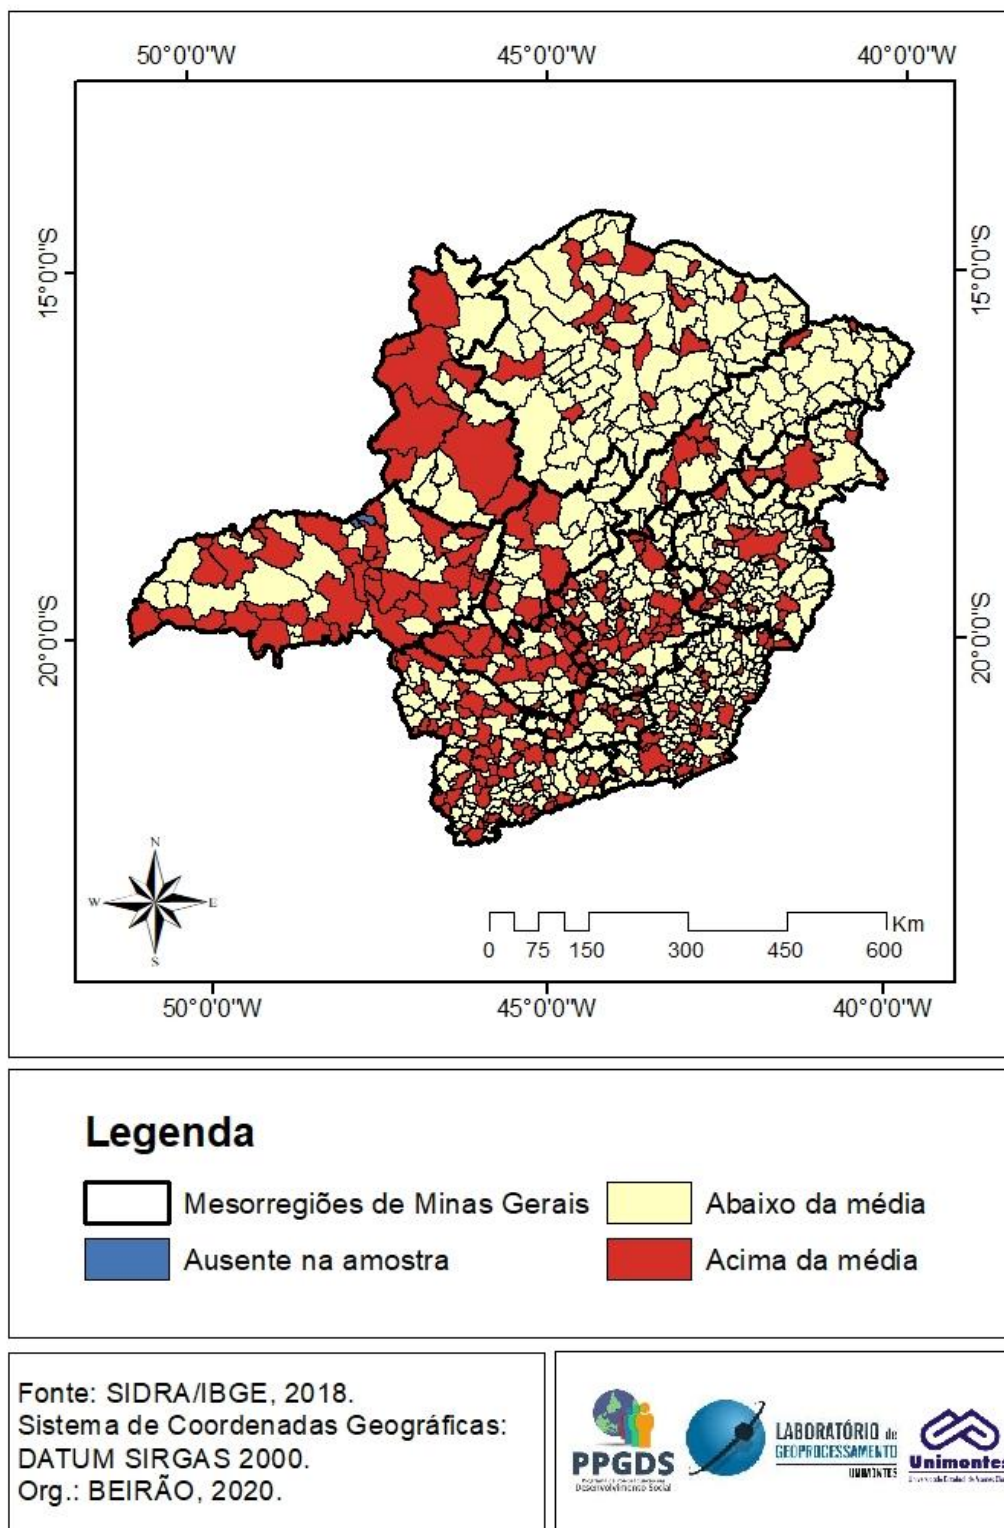 50°0'0"W 45°0'0"W 40°0'0"W
15°0'0"S 15°0'0"S
20°0'0"S 20°0'0"S
N
W E
S
Km
0 75 150 300 450 600
50°0'0"W 45°0'0"W 40°0'0"W
Legenda
Mesorregiões de Minas Gerais Abaixo da média
Ausente na amostra Acima da média
Fonte: SIDRA/IBGE, 2018.
Sistema de Coordenadas Geográficas:
DATUM SIRGAS 2000.
Org.: BEIRÃO, 2020.
PPGDS
Desenvolvimento Social
LABORATÓRIO de
GEOPROCESSAMENTO
UNIMONTES
Unimontes